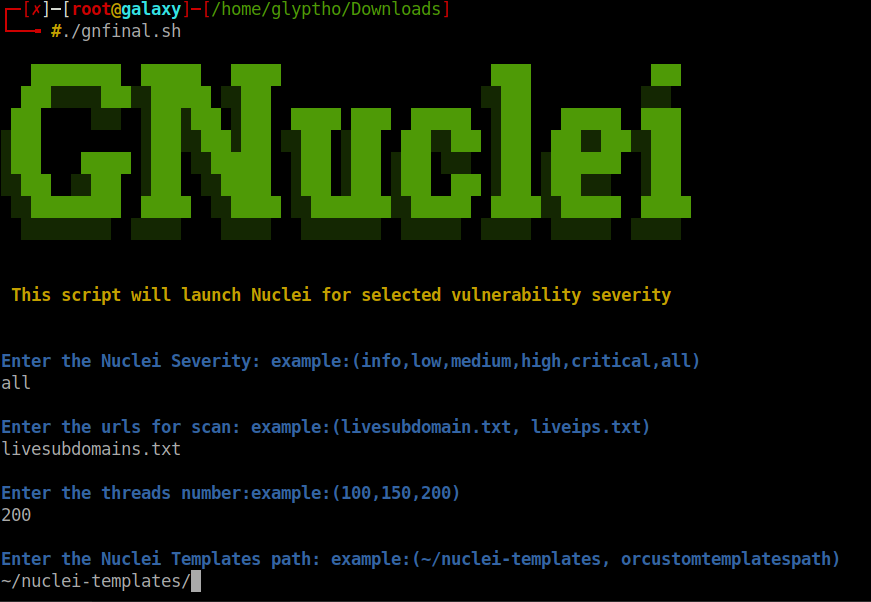 [✗]─[root@galaxy]─[/home/glyptho/Downloads]
#./gnfinal.sh
GNuclei
This script will launch Nuclei for selected vulnerability severity
Enter the Nuclei Severity: example:(info,low,medium,high,critical,all)
all
Enter the urls for scan: example:(livesubdomain.txt, liveips.txt)
livesubdomains.txt
Enter the threads number:example:(100,150,200)
200
Enter the Nuclei Templates path: example:(~/nuclei-templates, orcustomtemplatespath)
~/nuclei-templates/